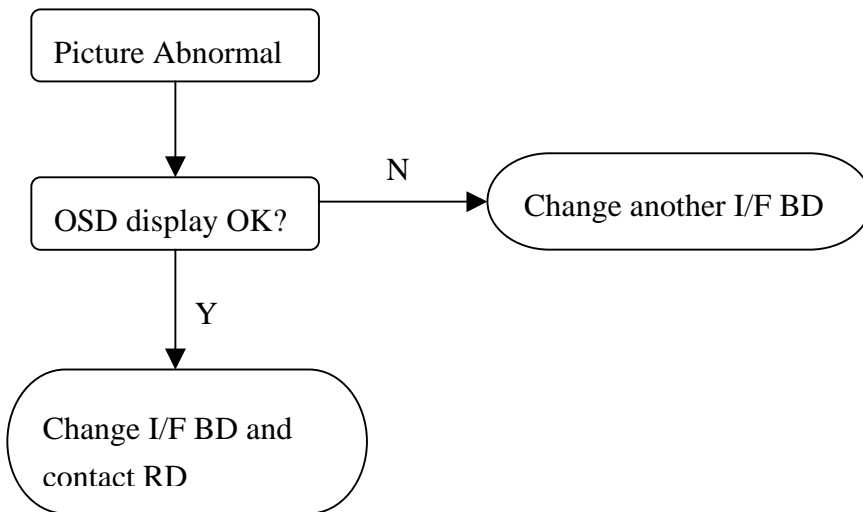 Picture Abnormal
N
OSD display OK?
Change another I/F BD
Y
Change I/F BD and
contact RD